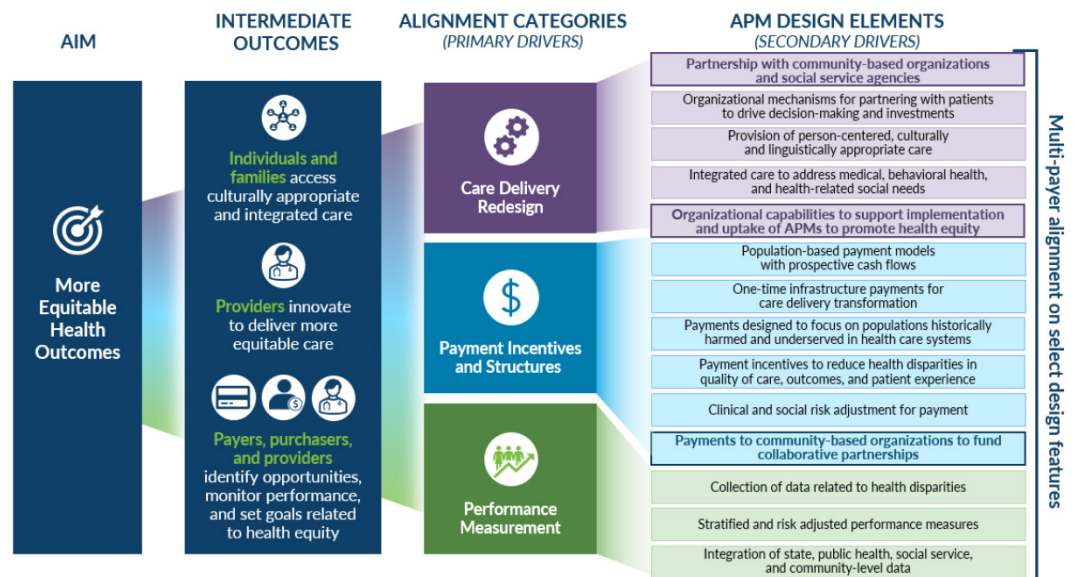 AIM
INTERMEDIATE
OUTCOMES
ALIGNMENT CATEGORIES
(PRIMARY DRIVERS)
APM DESIGN ELEMENTS
(SECONDARY DRIVERS)
More
Equitable
Health
Outcomes
Individuals and
families access
culturally appropriate
and integrated care
Providers innovate
to deliver more
equitable care
$
Payers, purchasers,
and providers
identify opportunities,
monitor performance,
and set goals related
to health equity
Care Delivery
Redesign
$
Payment Incentives
and Structures
Performance
Measurement
Partnership with community-based organizations
and social service agencies
Organizational mechanisms for partnering with patients
to drive decision-making and investments
Provision of person-centered, culturally
and linguistically appropriate care
Integrated care to address medical, behavioral health,
and health-related social needs
Organizational capabilities to support implementation
and uptake of APMs to promote health equity
Population-based payment models
with prospective cash flows
One-time infrastructure payments for
care delivery transformation
Payments designed to focus on populations historically
harmed and underserved in health care systems
Payment incentives to reduce health disparities in
quality of care, outcomes, and patient experience
Clinical and social risk adjustment for payment
Payments to community-based organizations to fund
collaborative partnerships
Collection of data related to health disparities
Stratified and risk adjusted performance measures
Integration of state, public health, social service,
and community-level data
Multi-payer alignment on select design features